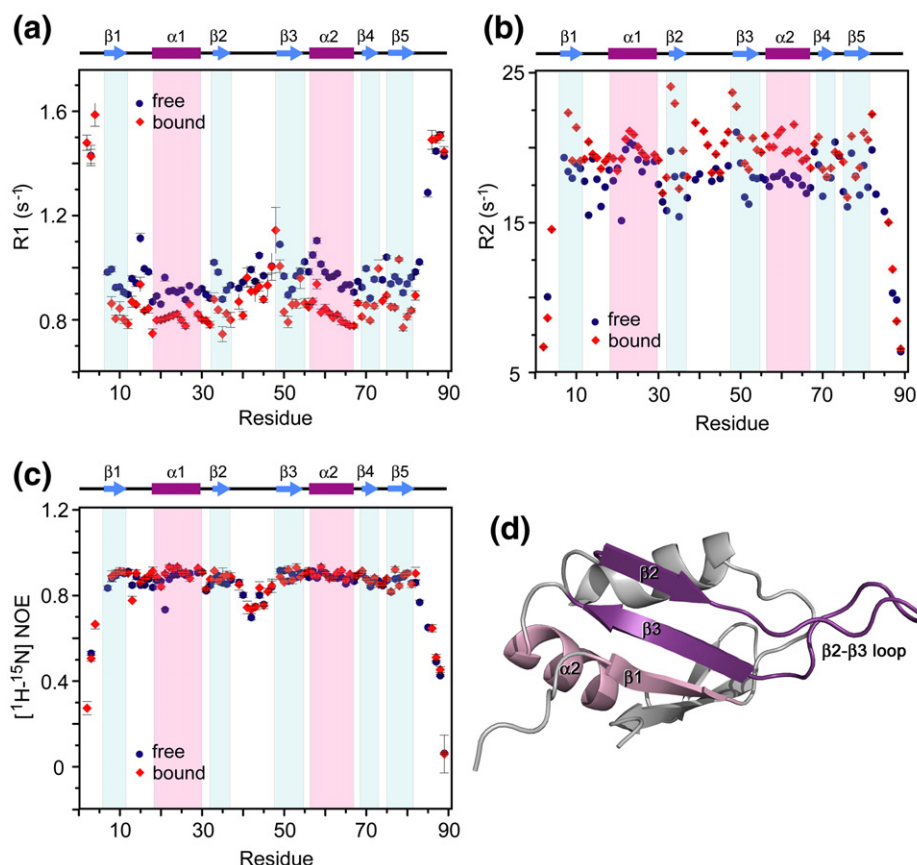 (a)
β1 α1 β2 β3 α2 β4 β5
free
bound
1.6
1.2
0.8
R1 (s⁻¹)
10 30 50 70 90
Residue
(b)
β1 α1 β2 β3 α2 β4 β5
25
15
5
R2 (s⁻¹)
free
bound
10 30 50 70 90
Residue
(c)
β1 α1 β2 β3 α2 β4 β5
1.2
0.8
0.4
0
[¹H-¹⁵N] NOE
free
bound
10 30 50 70 90
Residue
(d)
β2
β3
β2-β3 loop
α2
β1